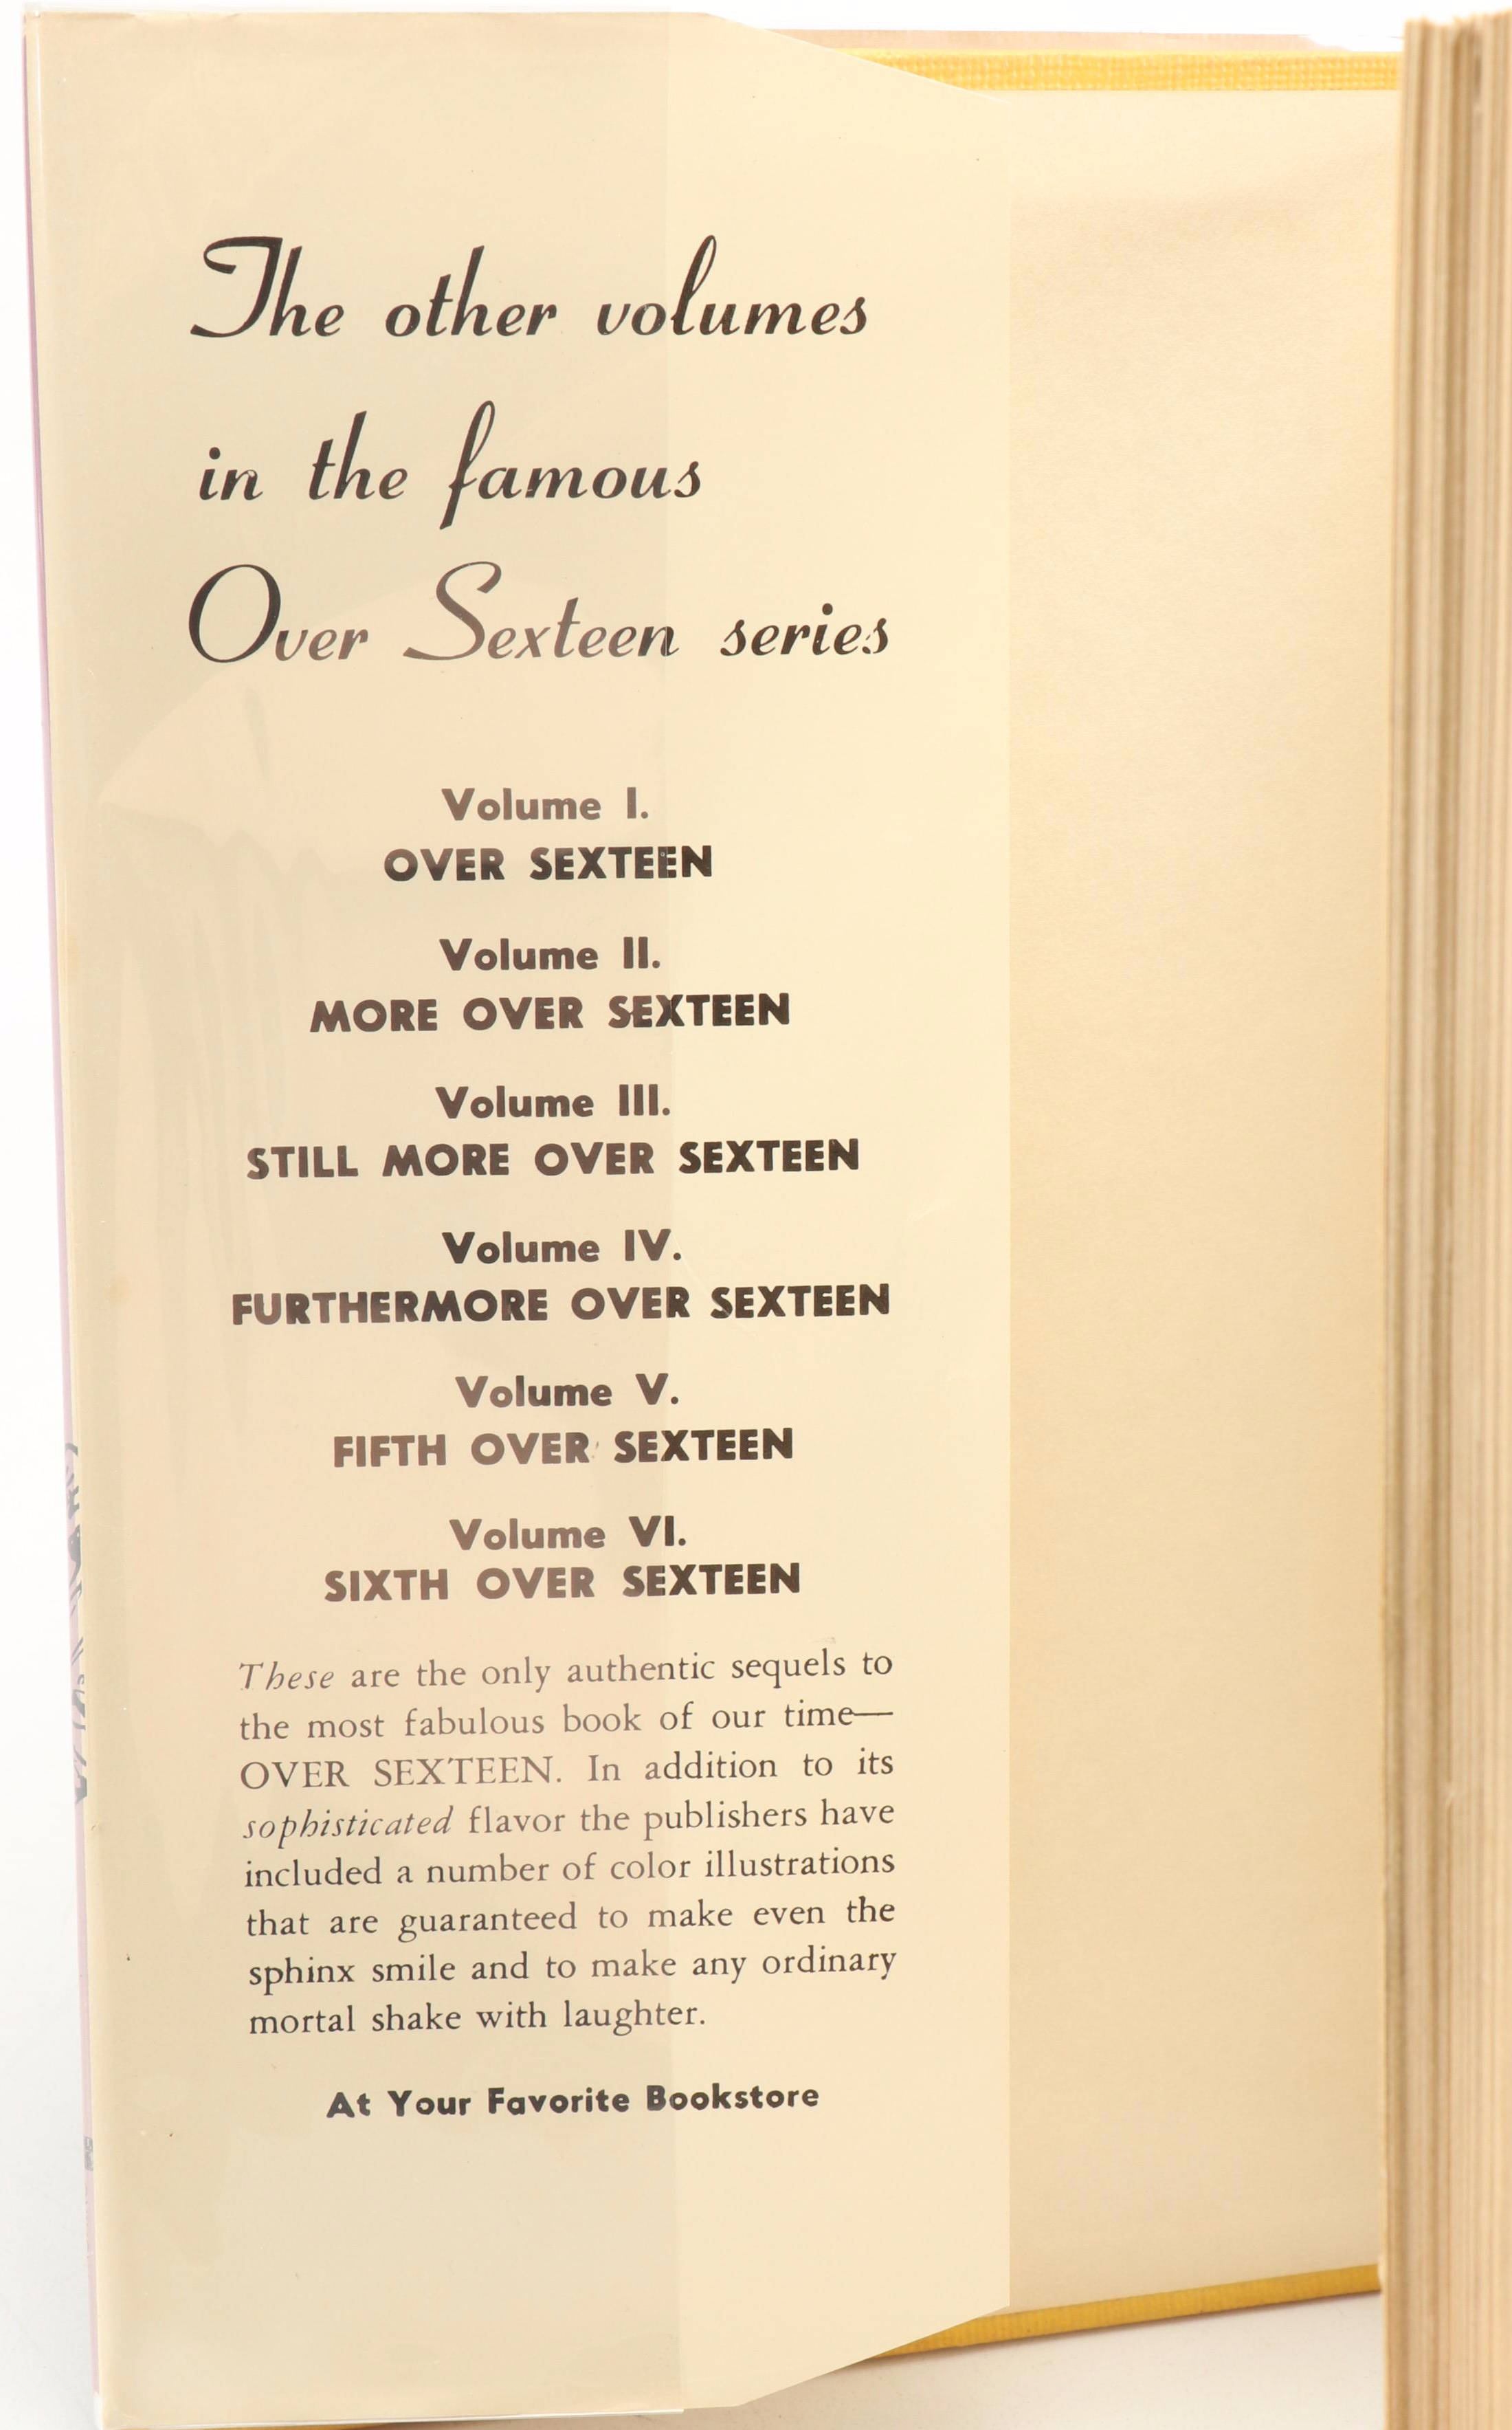 The other volumes
in the famous
Over Sexteen series
Volume I.
OVER SEXTEEN
Volume II.
MORE OVER SEXTEEN
Volume III.
STILL MORE OVER SEXTEEN
Volume IV.
FURTHERMORE OVER SEXTEEN
Volume V.
FIFTH OVER SEXTEEN
Volume VI.
SIXTH OVER SEXTEEN
These are the only authentic sequels to
the most fabulous book of our time—
OVER SEXTEEN. In addition to its
sophisticated flavor the publishers have
included a number of color illustrations
that are guaranteed to make even the
sphinx smile and to make any ordinary
mortal shake with laughter.
At Your Favorite Bookstore